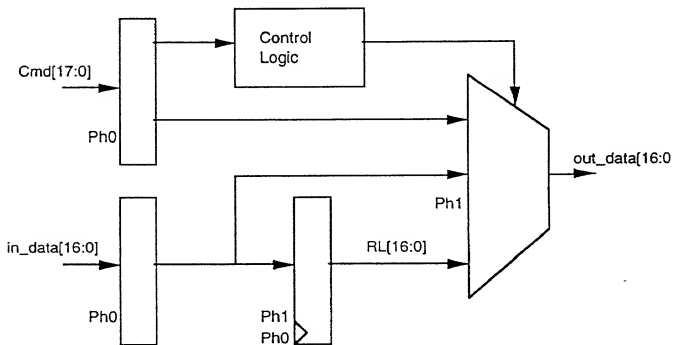 Control
Logic
Cmd[17:0]
Ph0
out_data[16:0
Ph1
in_data[16:0]
RL[16:0]
Ph0
Ph1
Ph0